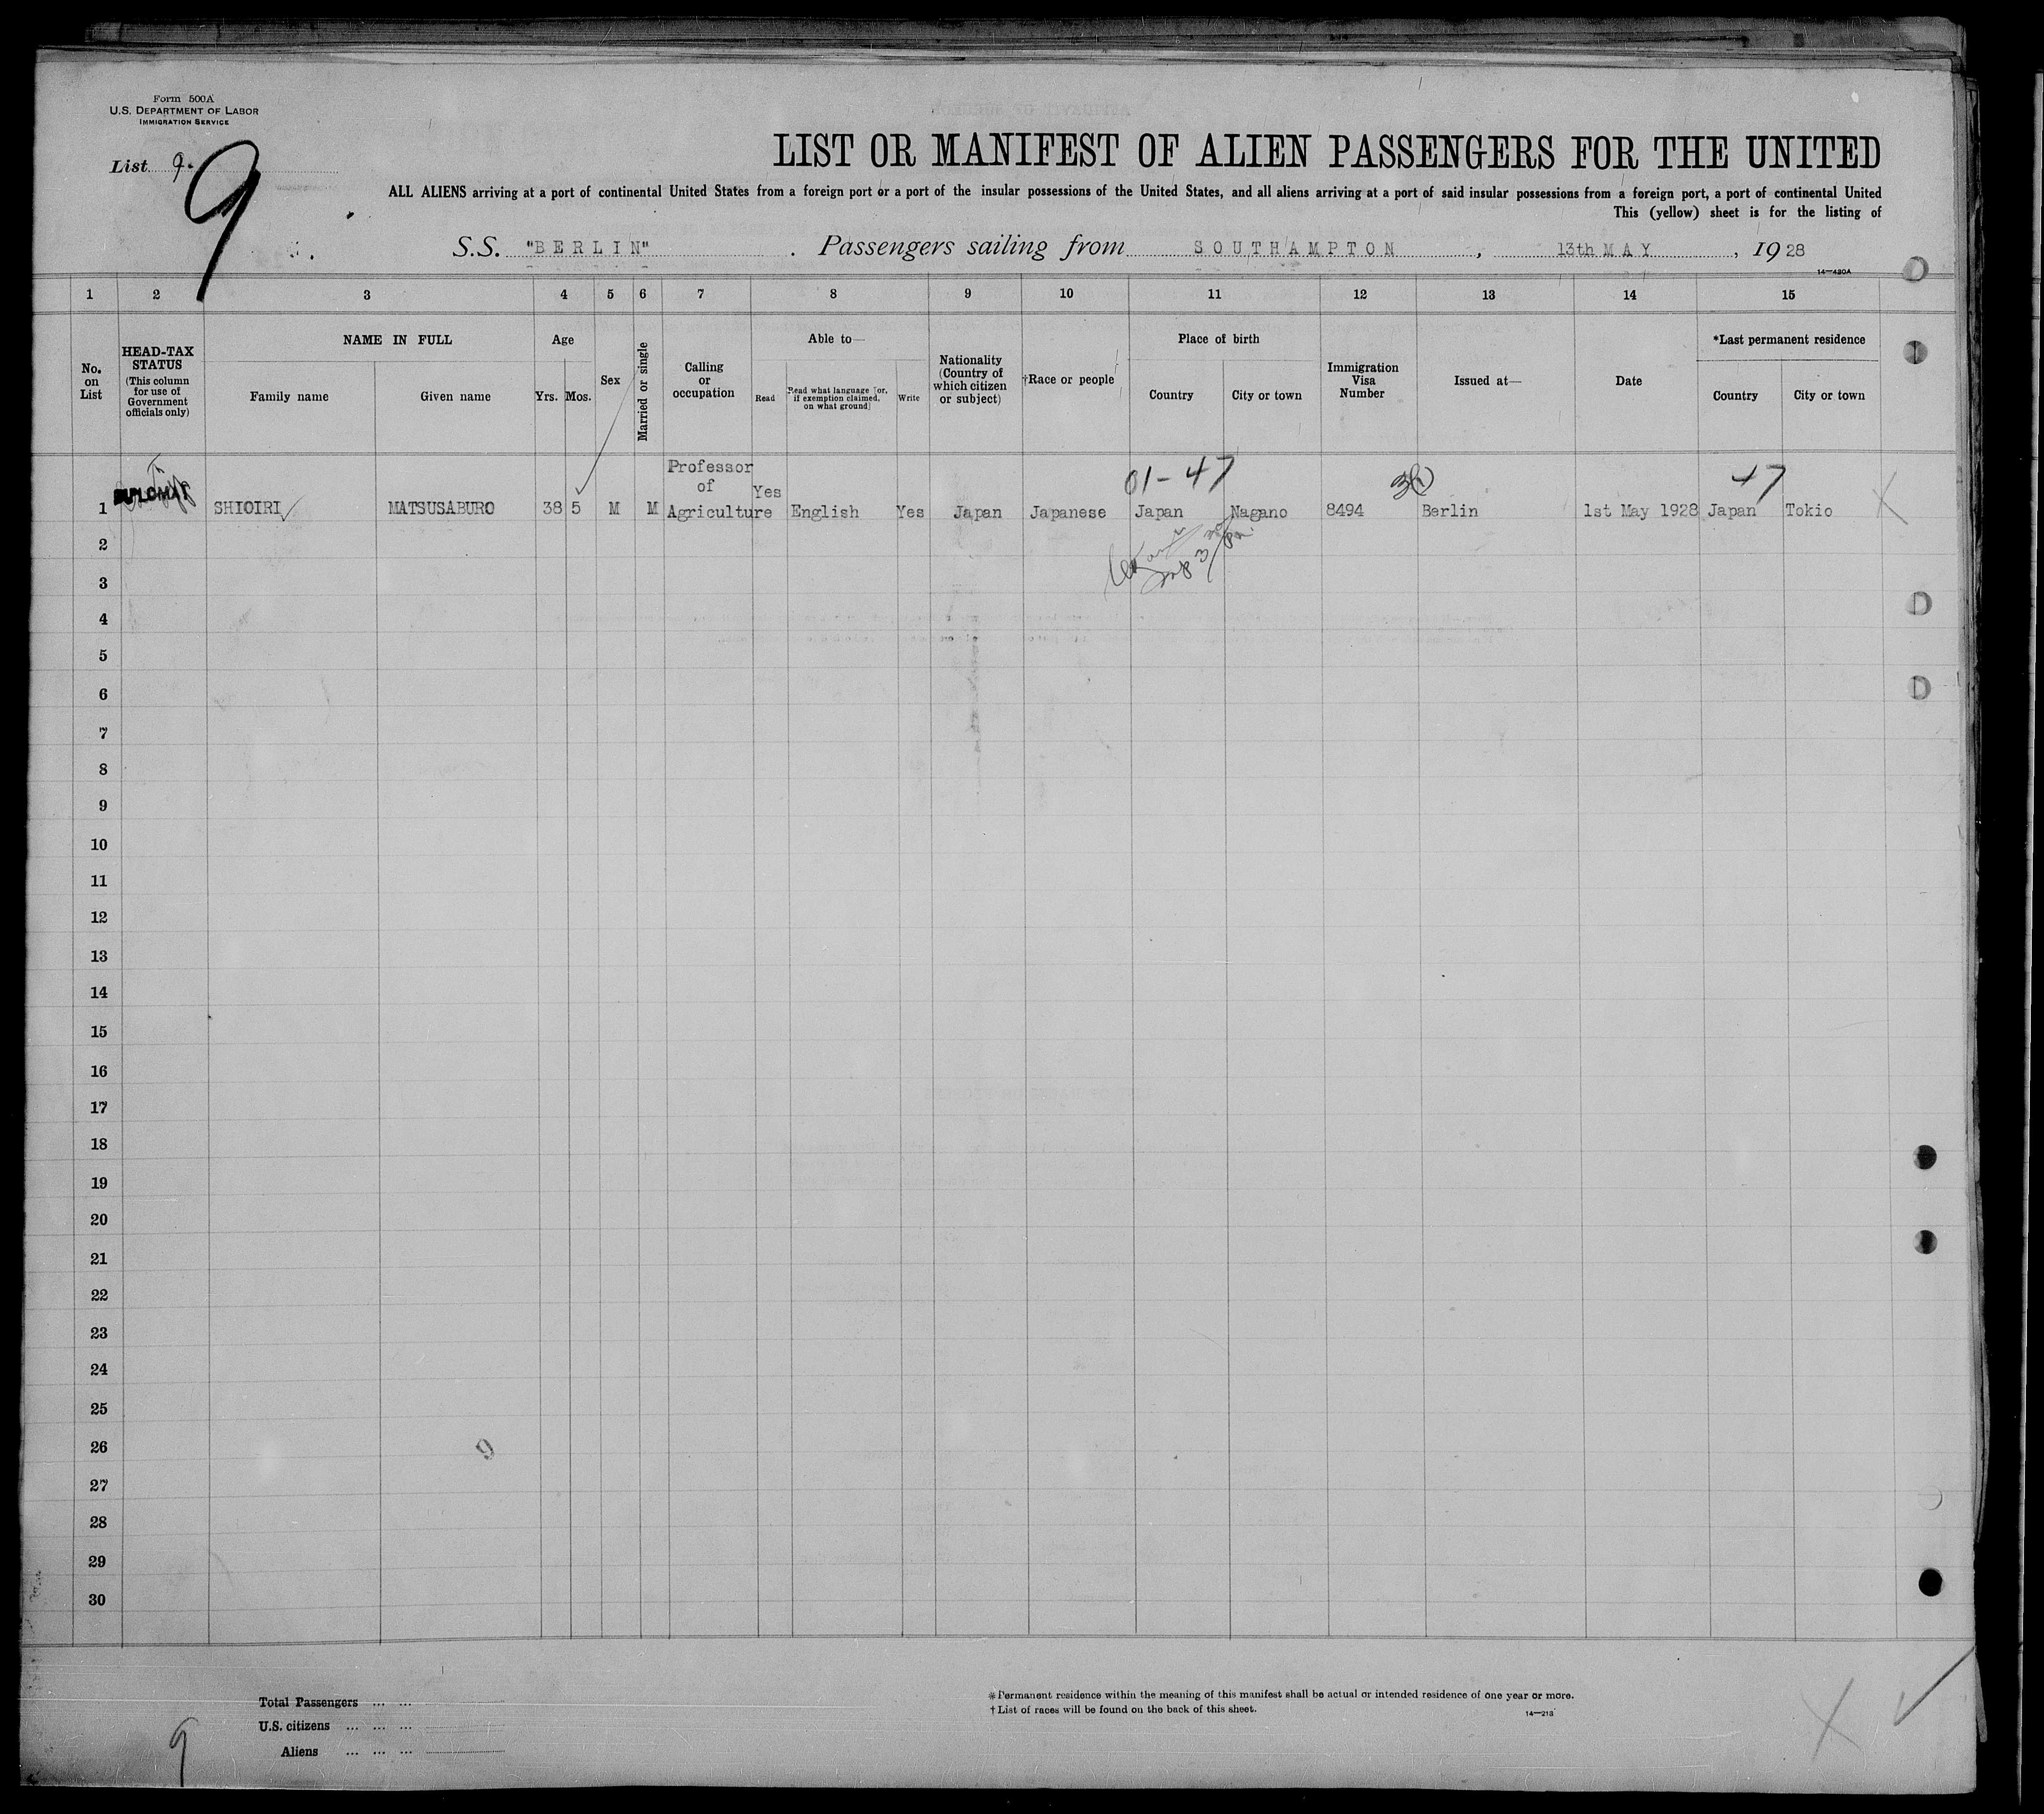 Form 500A
U.S. DEPARTMENT OF LABOR
IMMIGRATION SERVICE
List 9.
9
LIST OR MANIFEST OF ALIEN PASSENGERS FOR THE UNITED
ALL ALIENS arriving at a port of continental United States from a foreign port or a port of the insular possessions of the United States, and all aliens arriving at a port of said insular possessions from a foreign port, a port of continental United
This (yellow) sheet is for the listing of
S.S. "BERLIN" . Passengers sailing from SOUTHAMPTON, 13th MAY, 1928
14—480A
1 2 3 4 5 6 7 8 9 10 11 12 13 14 15
No. on List
HEAD-TAX STATUS
(This column for use of Government officials only)
NAME IN FULL
Family name
Given name
Age
Yrs.
Mos.
Sex
Married or single
Calling or occupation
Able to—
Read
Read what language [or, if exemption claimed, on what ground]
Write
Nationality (Country of which citizen or subject)
†Race or people
Place of birth
Country
City or town
Immigration Visa Number
Issued at—
Date
*Last permanent residence
Country
City or town
01-47
47
1 DIPLOMAT SHIOIRI MATSUSABURO 38 5 M M Professor of Agriculture Yes English Yes Japan Japanese Japan Nagano 8494 Berlin 1st May 1928 Japan Tokio
2
3
4
5
6
7
8
9
10
11
12
13
14
15
16
17
18
19
20
21
22
23
24
25
26
27
28
29
30
Total Passengers ... ...
U.S. citizens ... ... ...
Aliens ... ... ...
9
* Permanent residence within the meaning of this manifest shall be actual or intended residence of one year or more.
† List of races will be found on the back of this sheet.
14—213